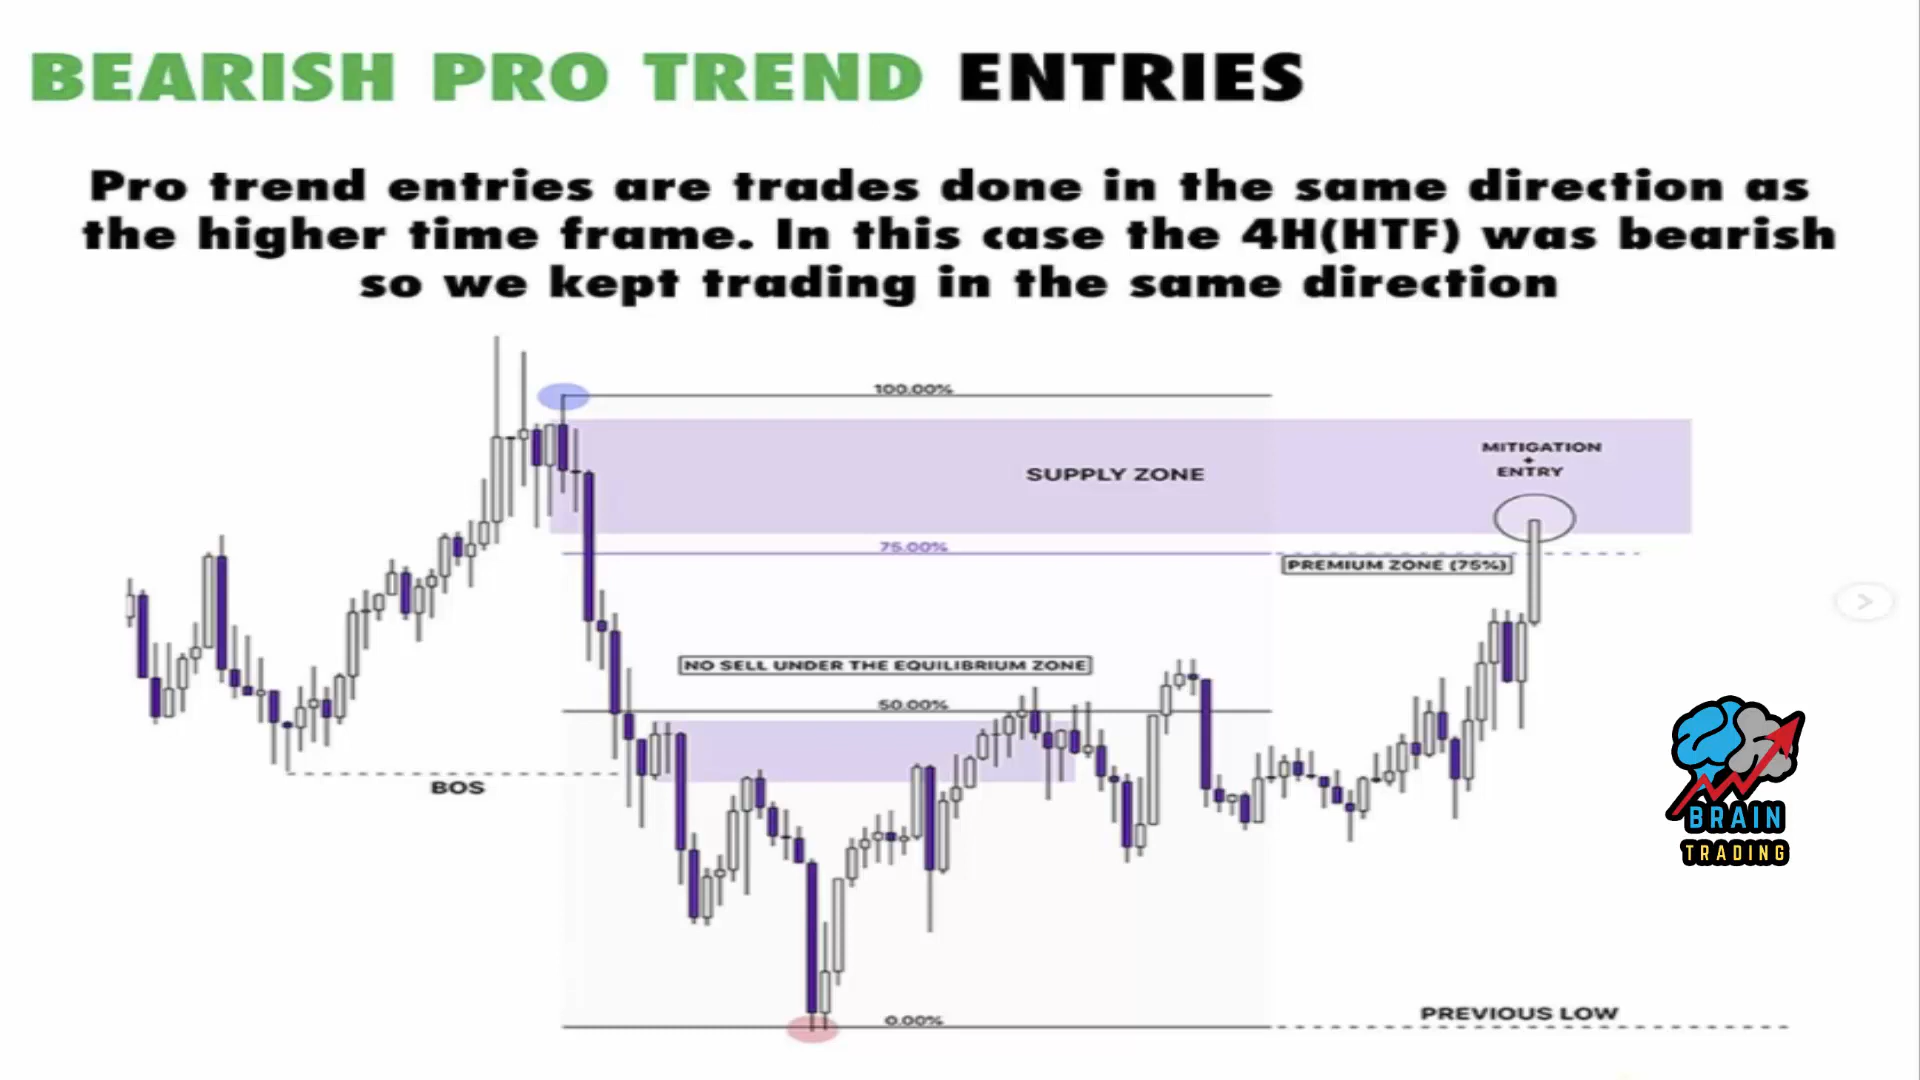 BEARISH PRO TREND ENTRIES
Pro trend entries are trades done in the same direction as
the higher time frame. In this case the 4H(HTF) was bearish
so we kept trading in the same direction
100.00%
SUPPLY ZONE
MITIGATION
+
ENTRY
75.00%
PREMIUM ZONE (75%)
NO SELL UNDER THE EQUILIBRIUM ZONE
50.00%
BOS
BRAIN
TRADING
0.00%
PREVIOUS LOW